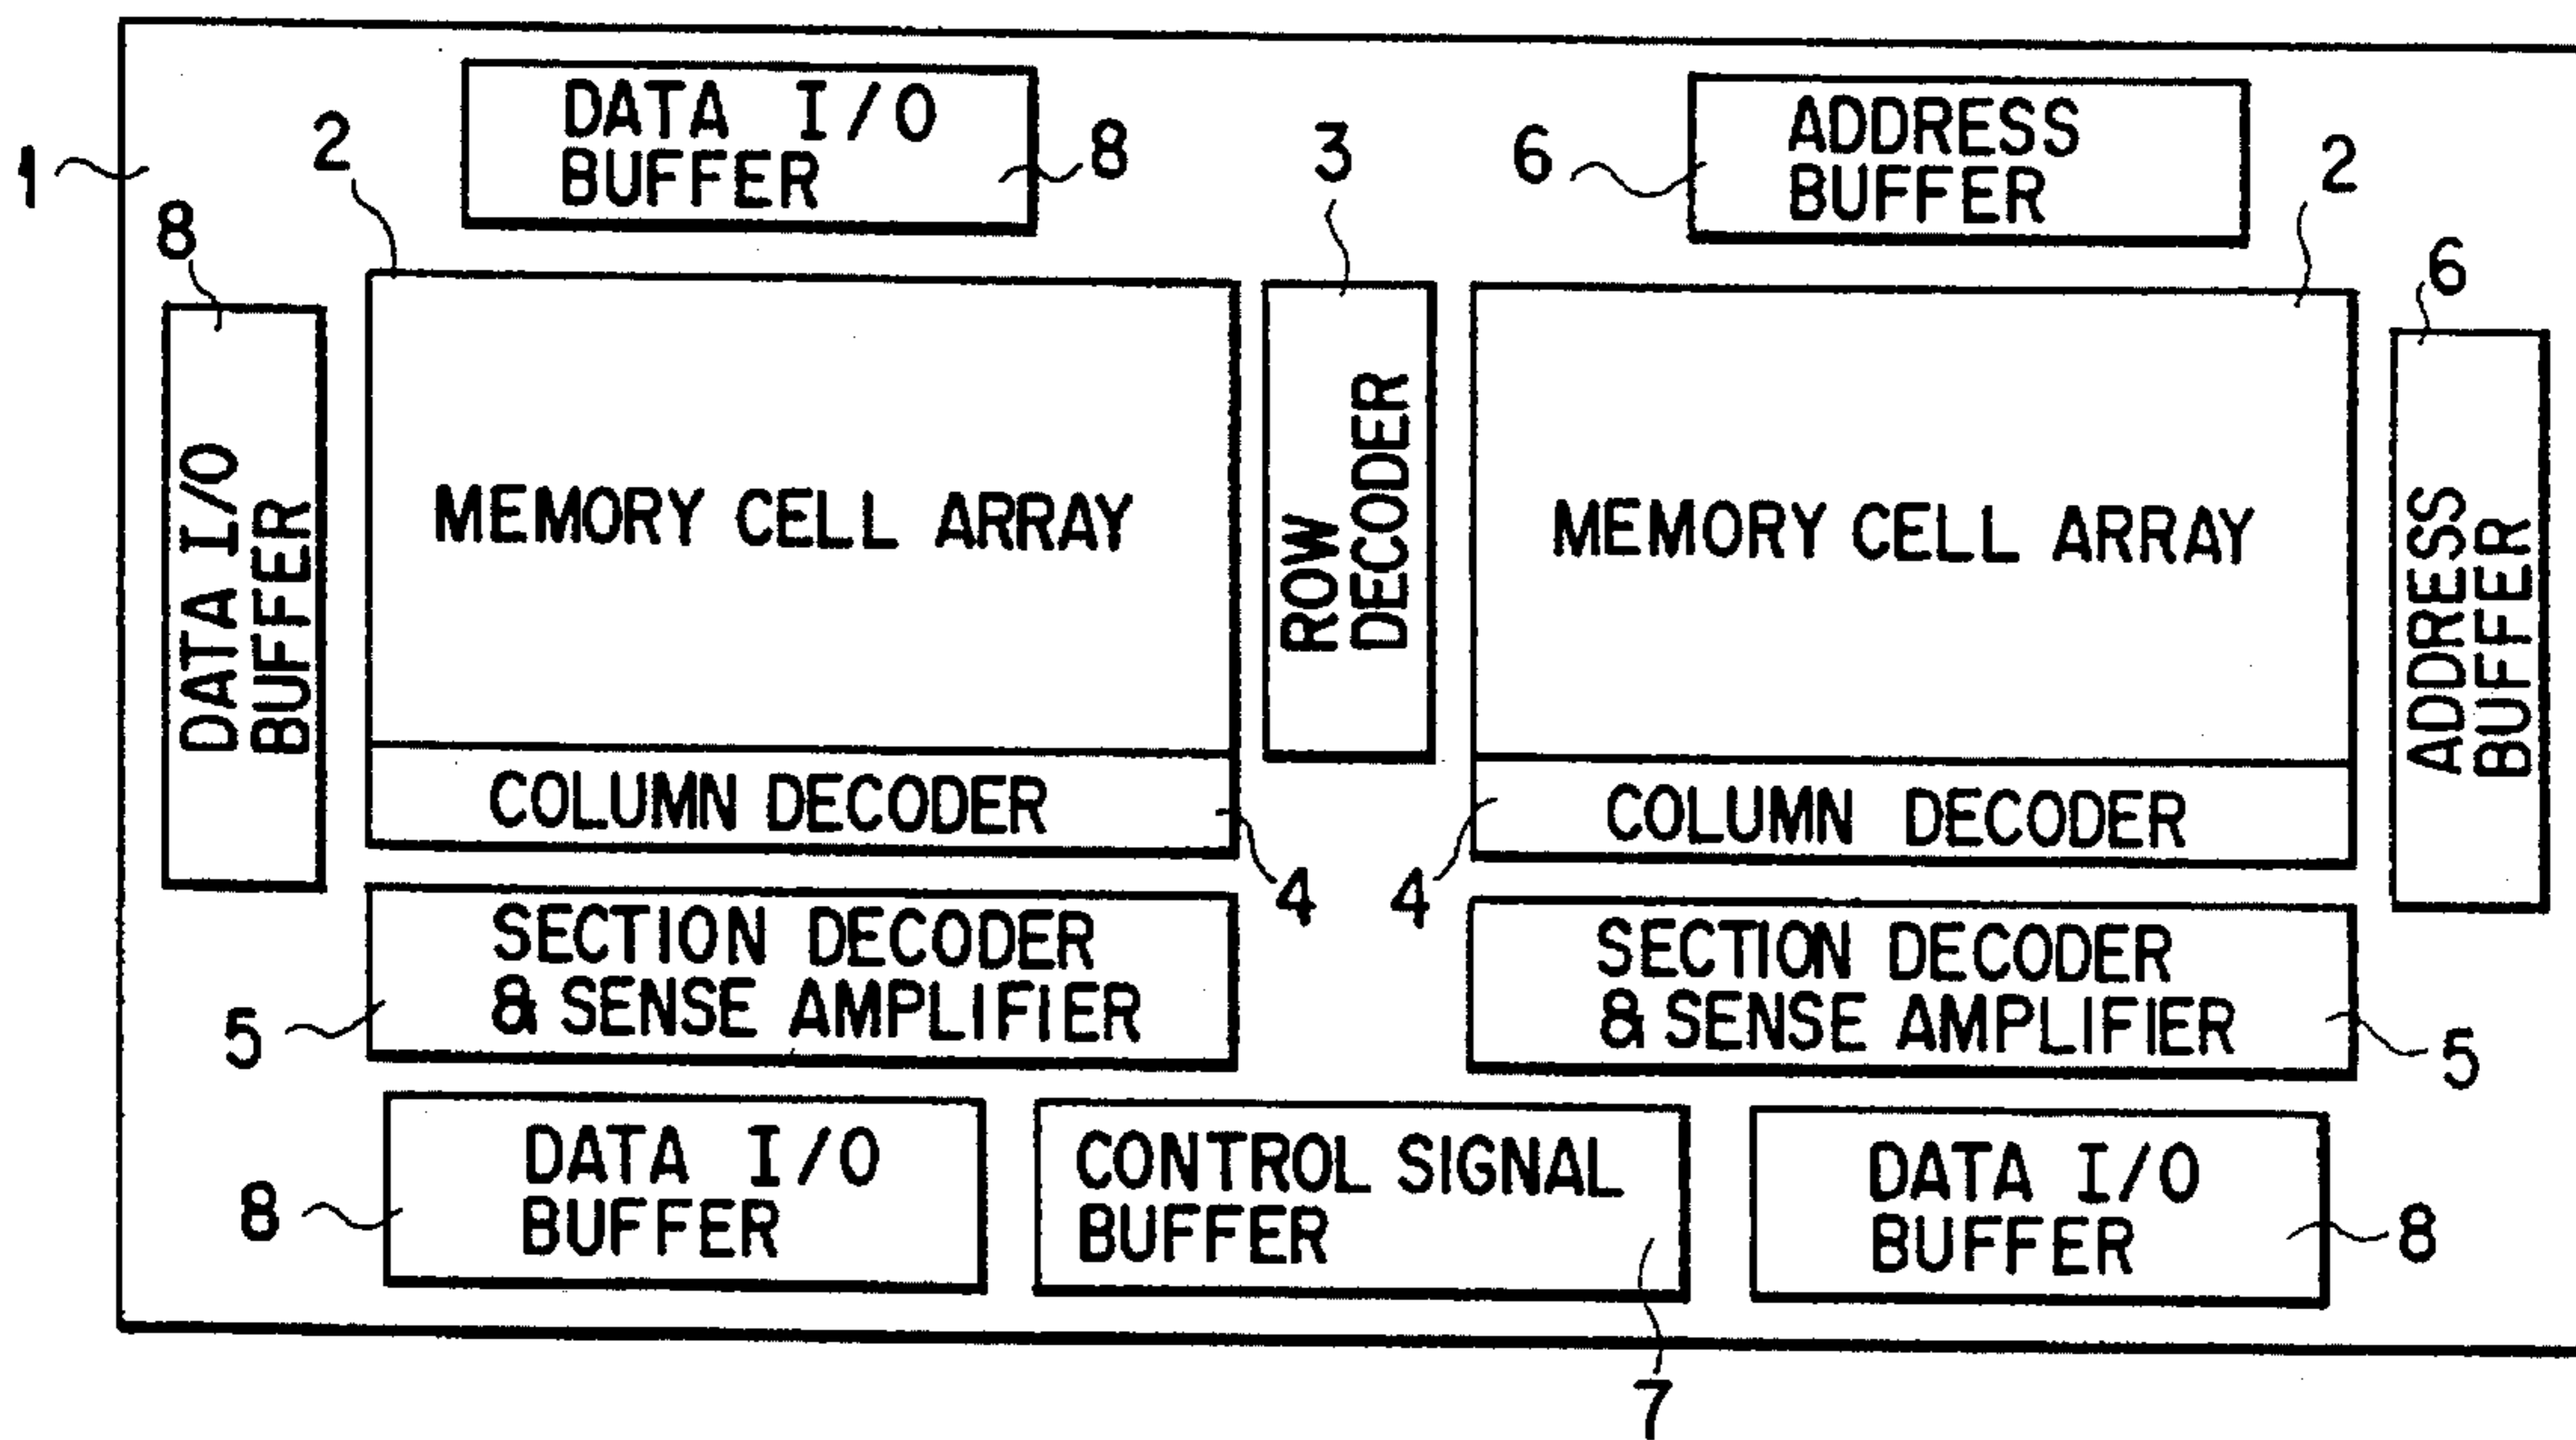 DATA I/O
BUFFER
8
ADDRESS
BUFFER
6
1
2
3
2
8
6
DATA I/O
BUFFER
MEMORY CELL ARRAY
ROW
DECODER
MEMORY CELL ARRAY
ADDRESS
BUFFER
COLUMN DECODER
4
COLUMN DECODER
4
SECTION DECODER
& SENSE AMPLIFIER
5
SECTION DECODER
& SENSE AMPLIFIER
5
DATA I/O
BUFFER
8
CONTROL SIGNAL
BUFFER
7
DATA I/O
BUFFER
8